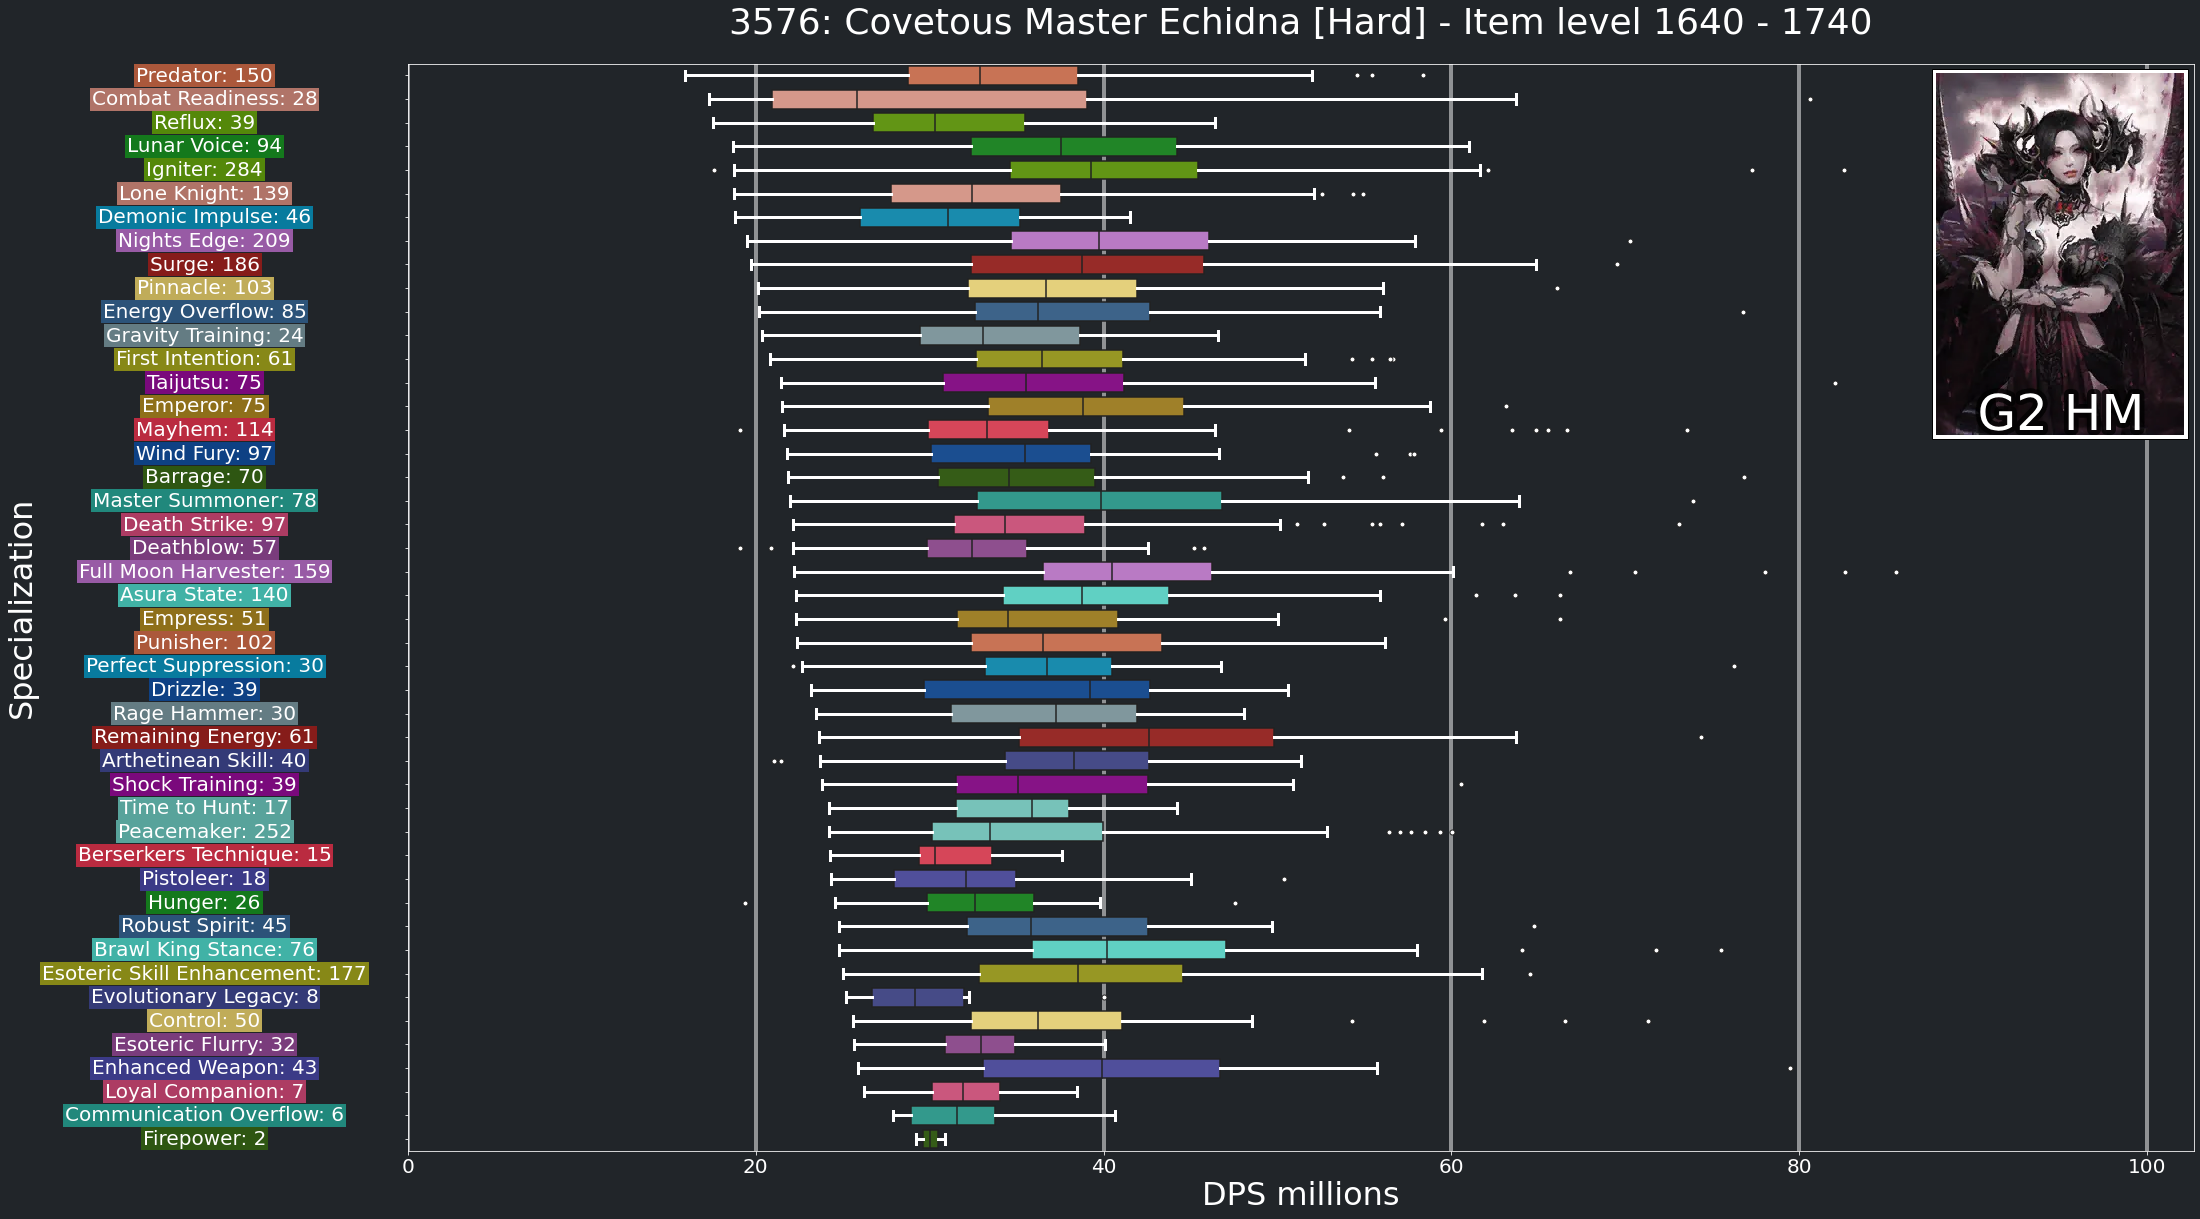 3576: Covetous Master Echidna [Hard] - Item level 1640 - 1740
Predator: 150
Combat Readiness: 28
Reflux: 39
Lunar Voice: 94
Igniter: 284
Lone Knight: 139
Demonic Impulse: 46
Nights Edge: 209
Surge: 186
Pinnacle: 103
Energy Overflow: 85
Gravity Training: 24
First Intention: 61
Taijutsu: 75
Emperor: 75
Mayhem: 114
Wind Fury: 97
Barrage: 70
Master Summoner: 78
Death Strike: 97
Deathblow: 57
Full Moon Harvester: 159
Asura State: 140
Empress: 51
Punisher: 102
Perfect Suppression: 30
Drizzle: 39
Rage Hammer: 30
Remaining Energy: 61
Arthetinean Skill: 40
Shock Training: 39
Time to Hunt: 17
Peacemaker: 252
Berserkers Technique: 15
Pistoleer: 18
Hunger: 26
Robust Spirit: 45
Brawl King Stance: 76
Esoteric Skill Enhancement: 177
Evolutionary Legacy: 8
Control: 50
Esoteric Flurry: 32
Enhanced Weapon: 43
Loyal Companion: 7
Communication Overflow: 6
Firepower: 2
Specialization
G2 HM
0 20 40 60 80 100
DPS millions